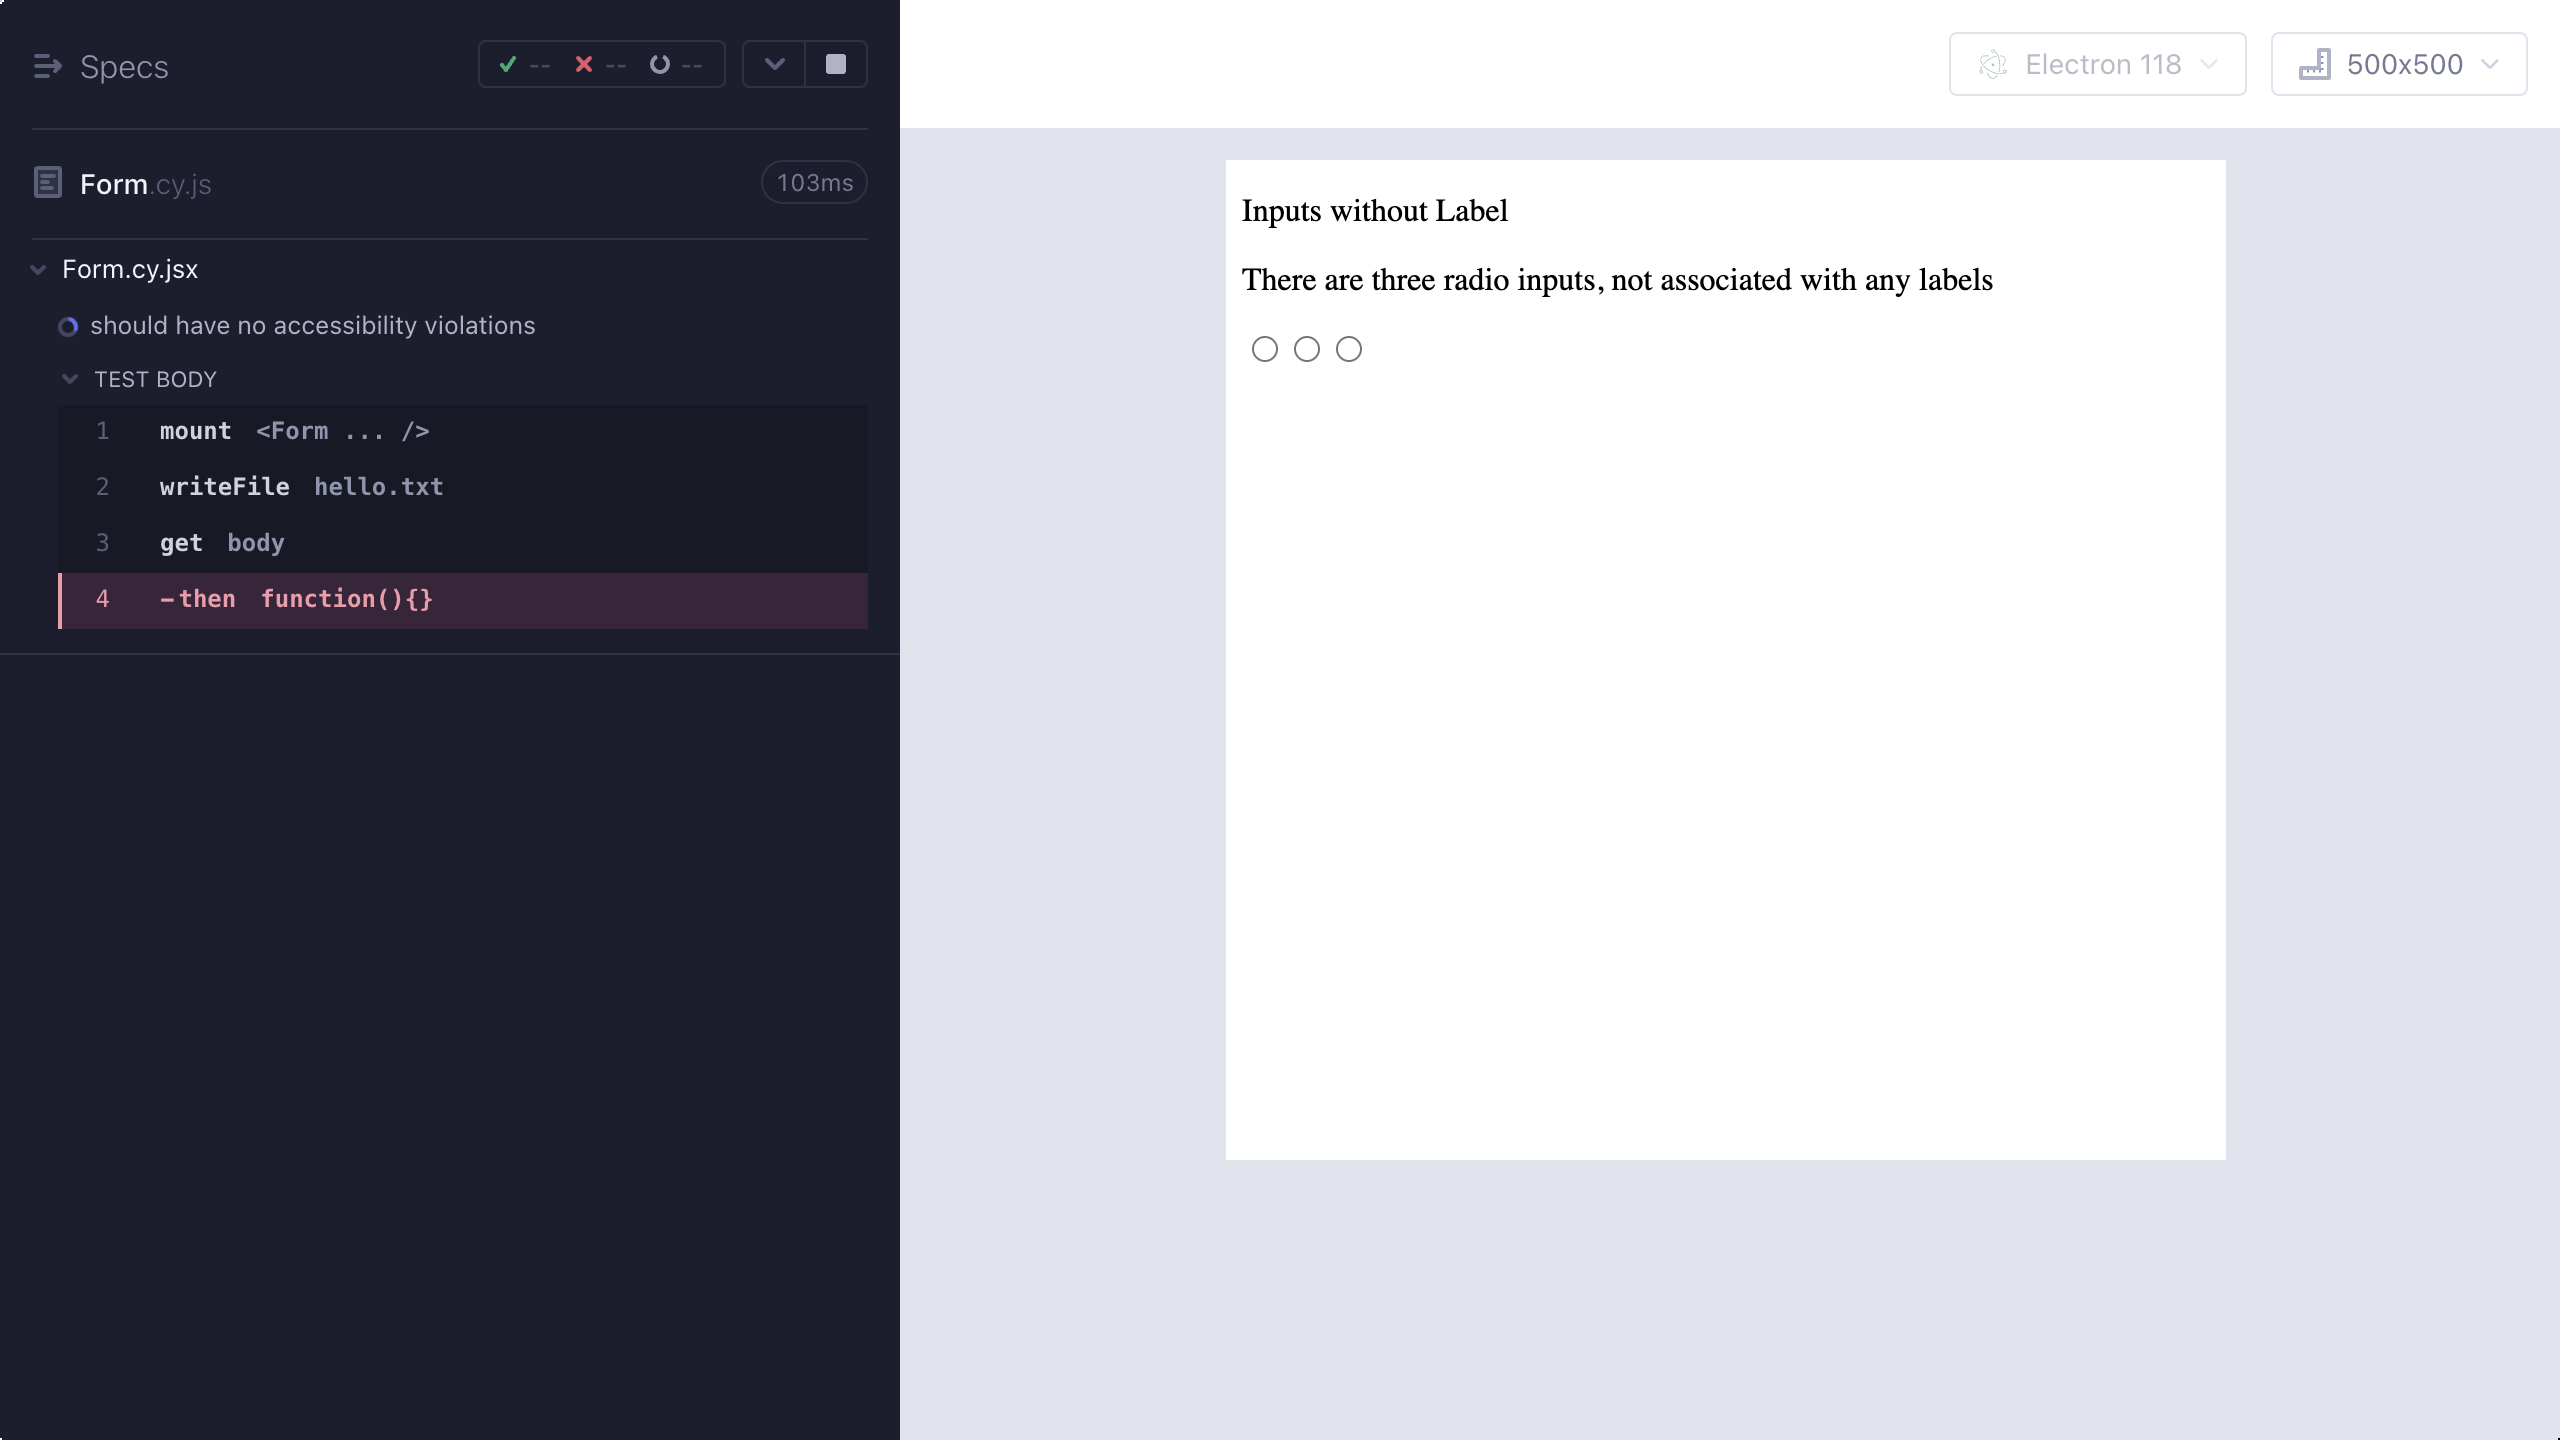 Specs -- -- --
Form.cy.js 103ms
Form.cy.jsx
should have no accessibility violations
TEST BODY
1 mount <Form ... />
2 writeFile hello.txt
3 get body
4 -then function(){}
Electron 118 500x500
Inputs without Label
There are three radio inputs, not associated with any labels